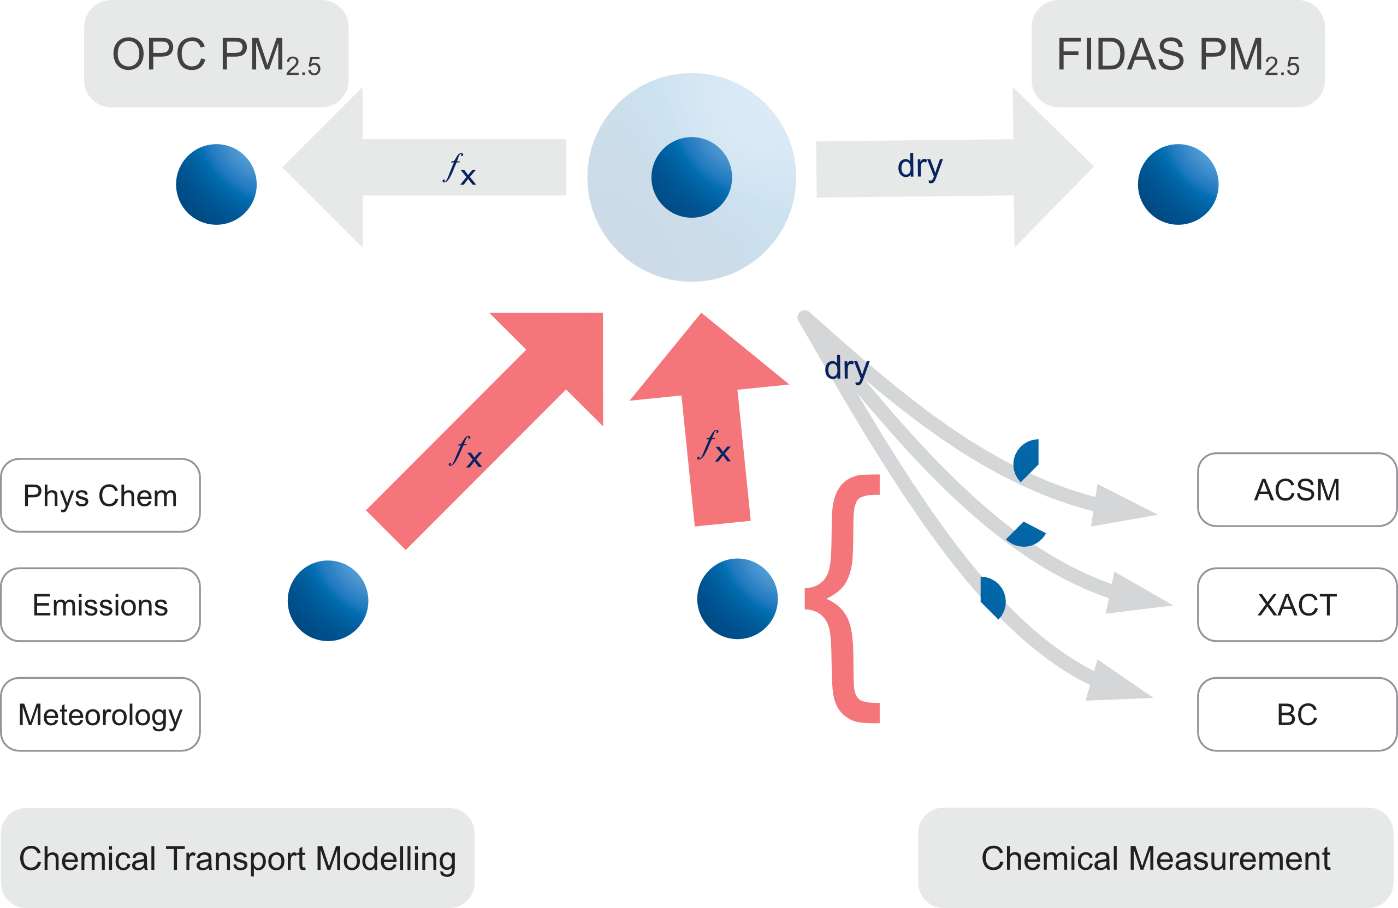 OPC PM2.5
FIDAS PM2.5
fx
dry
dry
fx
fx
Phys Chem
Emissions
Meteorology
ACSM
XACT
BC
Chemical Transport Modelling
Chemical Measurement